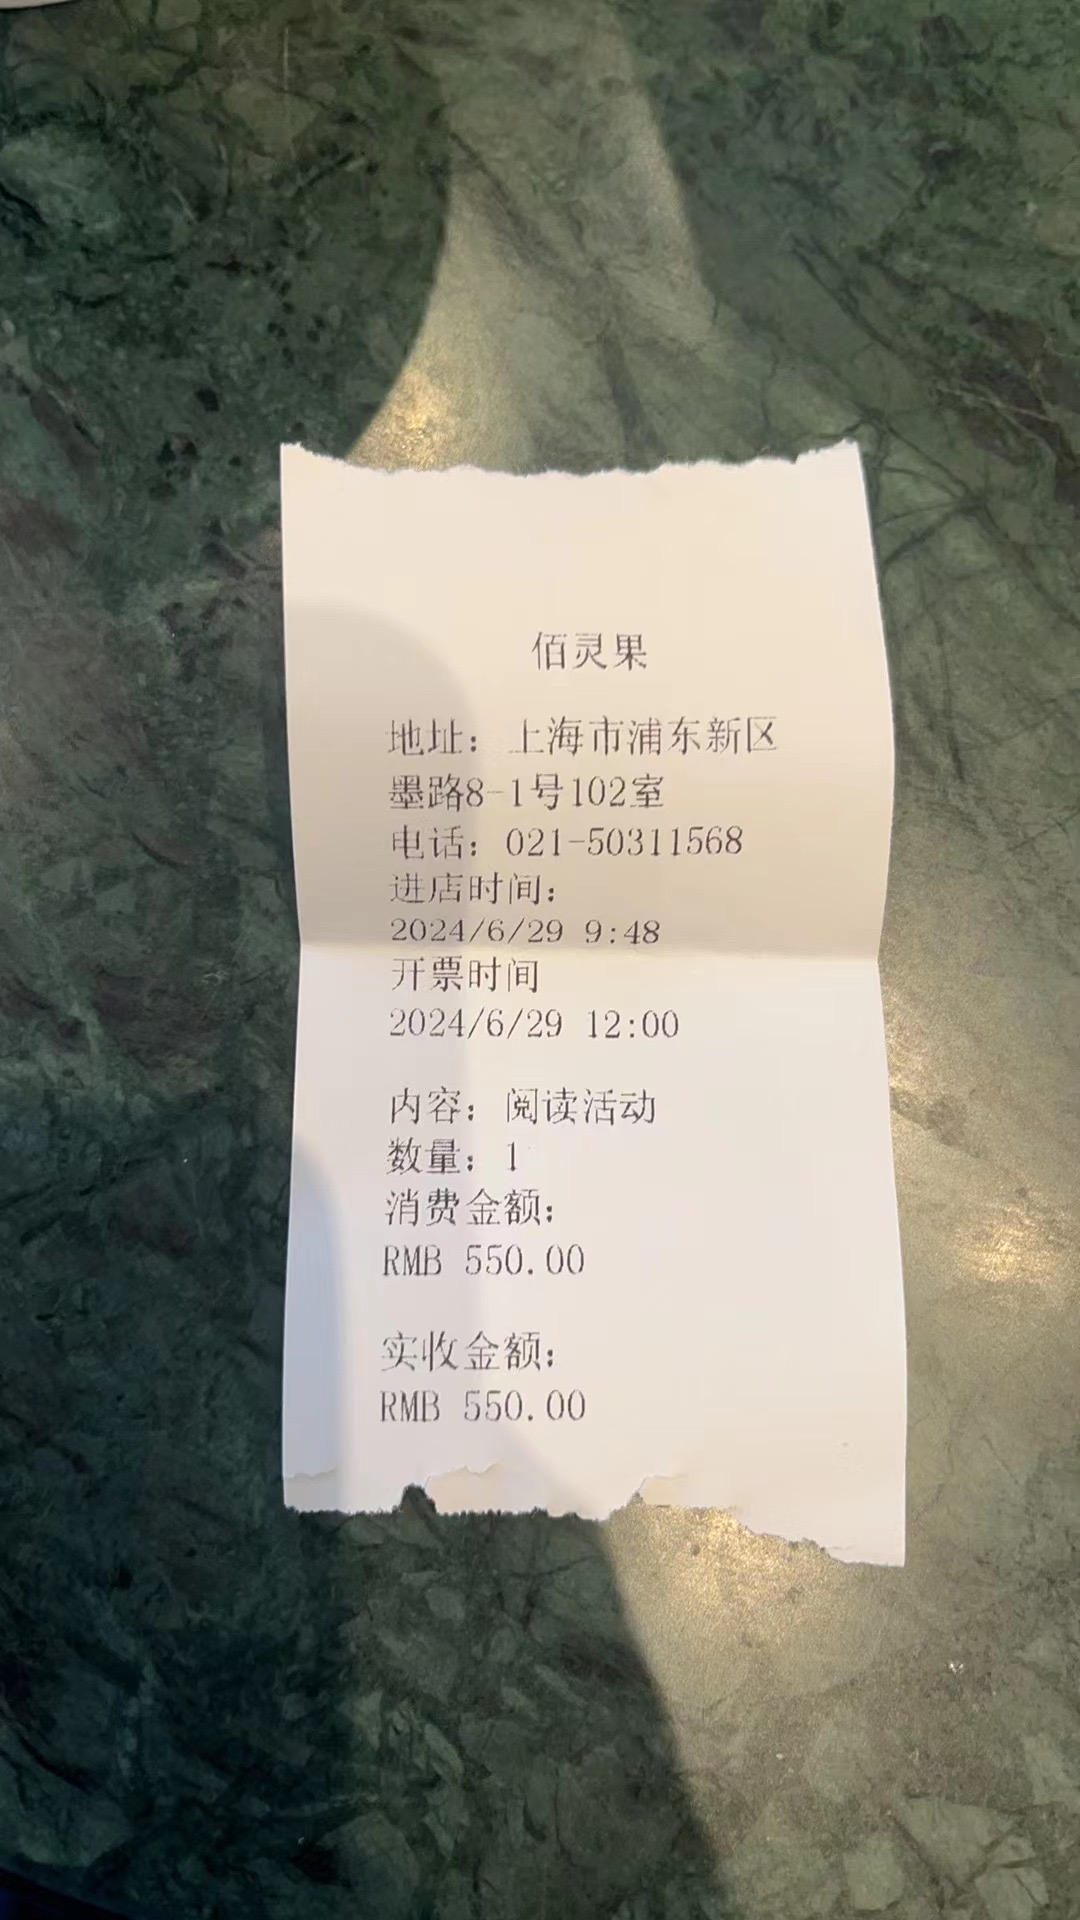 佰灵果
地址：上海市浦东新区
墨路8-1号102室
电话：021-50311568
进店时间：
2024/6/29 9:48
开票时间
2024/6/29 12:00
内容：阅读活动
数量：1
消费金额：
RMB 550.00
实收金额：
RMB 550.00